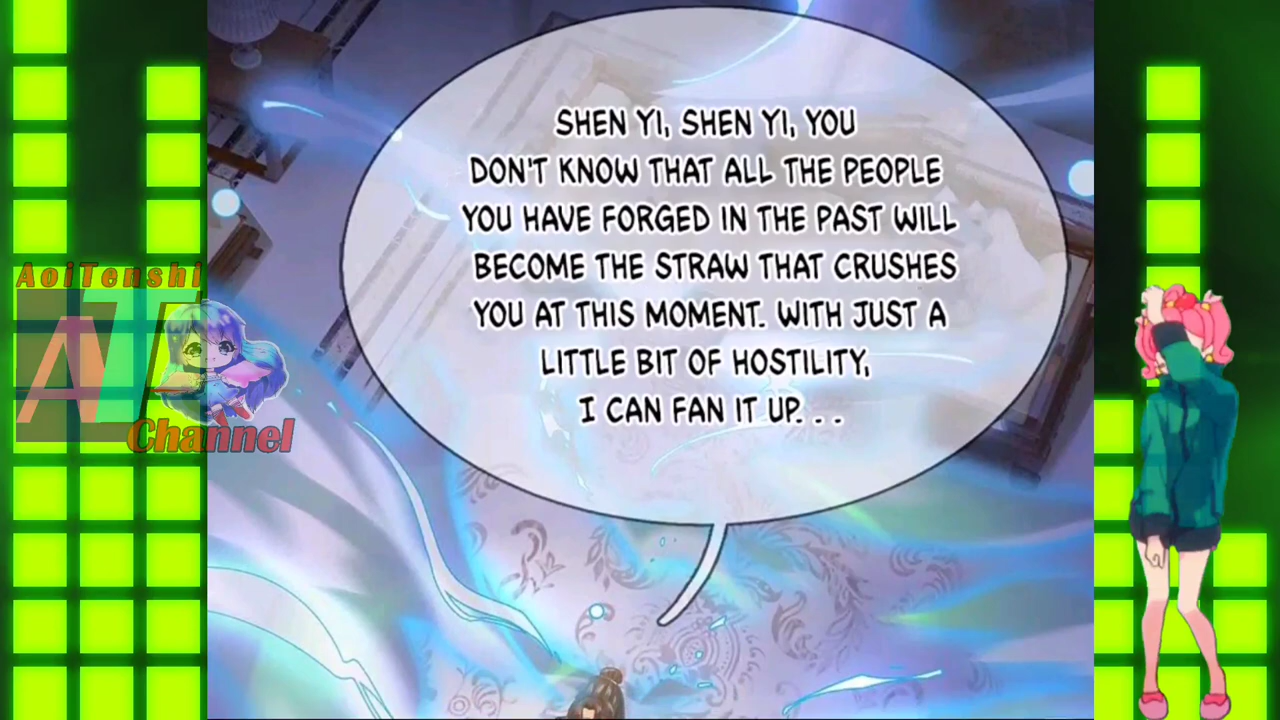 SHEN YI, SHEN YI, YOU
DON'T KNOW THAT ALL THE PEOPLE
YOU HAVE FORGED IN THE PAST WILL
BECOME THE STRAW THAT CRUSHES
YOU AT THIS MOMENT. WITH JUST A
LITTLE BIT OF HOSTILITY,
I CAN FAN IT UP. . .
AoiTenshi
AT
Channel